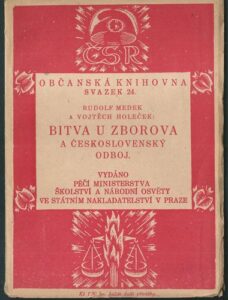 ČSR
OBČANSKÁ KNIHOVNA
SVAZEK 24.
RUDOLF MEDEK
A VOJTĚCH HOLEČEK:
BITVA U ZBOROVA
A ČESKOSLOVENSKÝ
ODBOJ.
VYDÁNO
PÉČÍ MINISTERSTVA
ŠKOLSTVÍ A NÁRODNÍ OSVĚTY
VE STÁTNÍM NAKLADATELSTVÍ V PRAZE